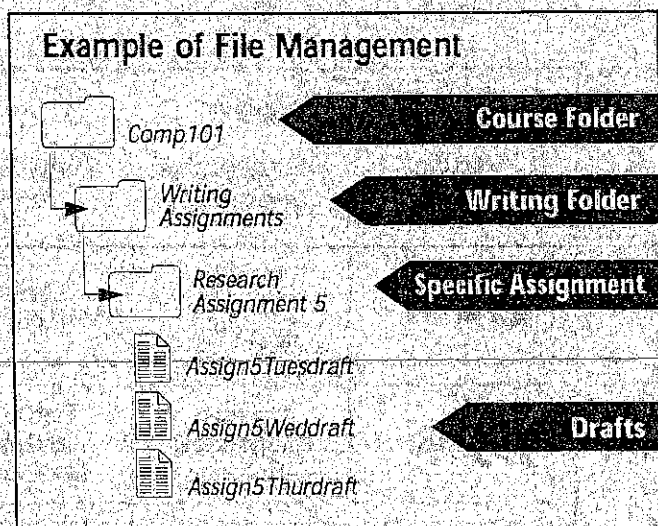 Example of File Management
Comp101
Course Folder
Writing
Assignments
Writing Folder
Research
Assignment 5
Specific Assignment
Assign5Tuesdraft
Assign5Weddraft
Drafts
Assign5Thurdraft